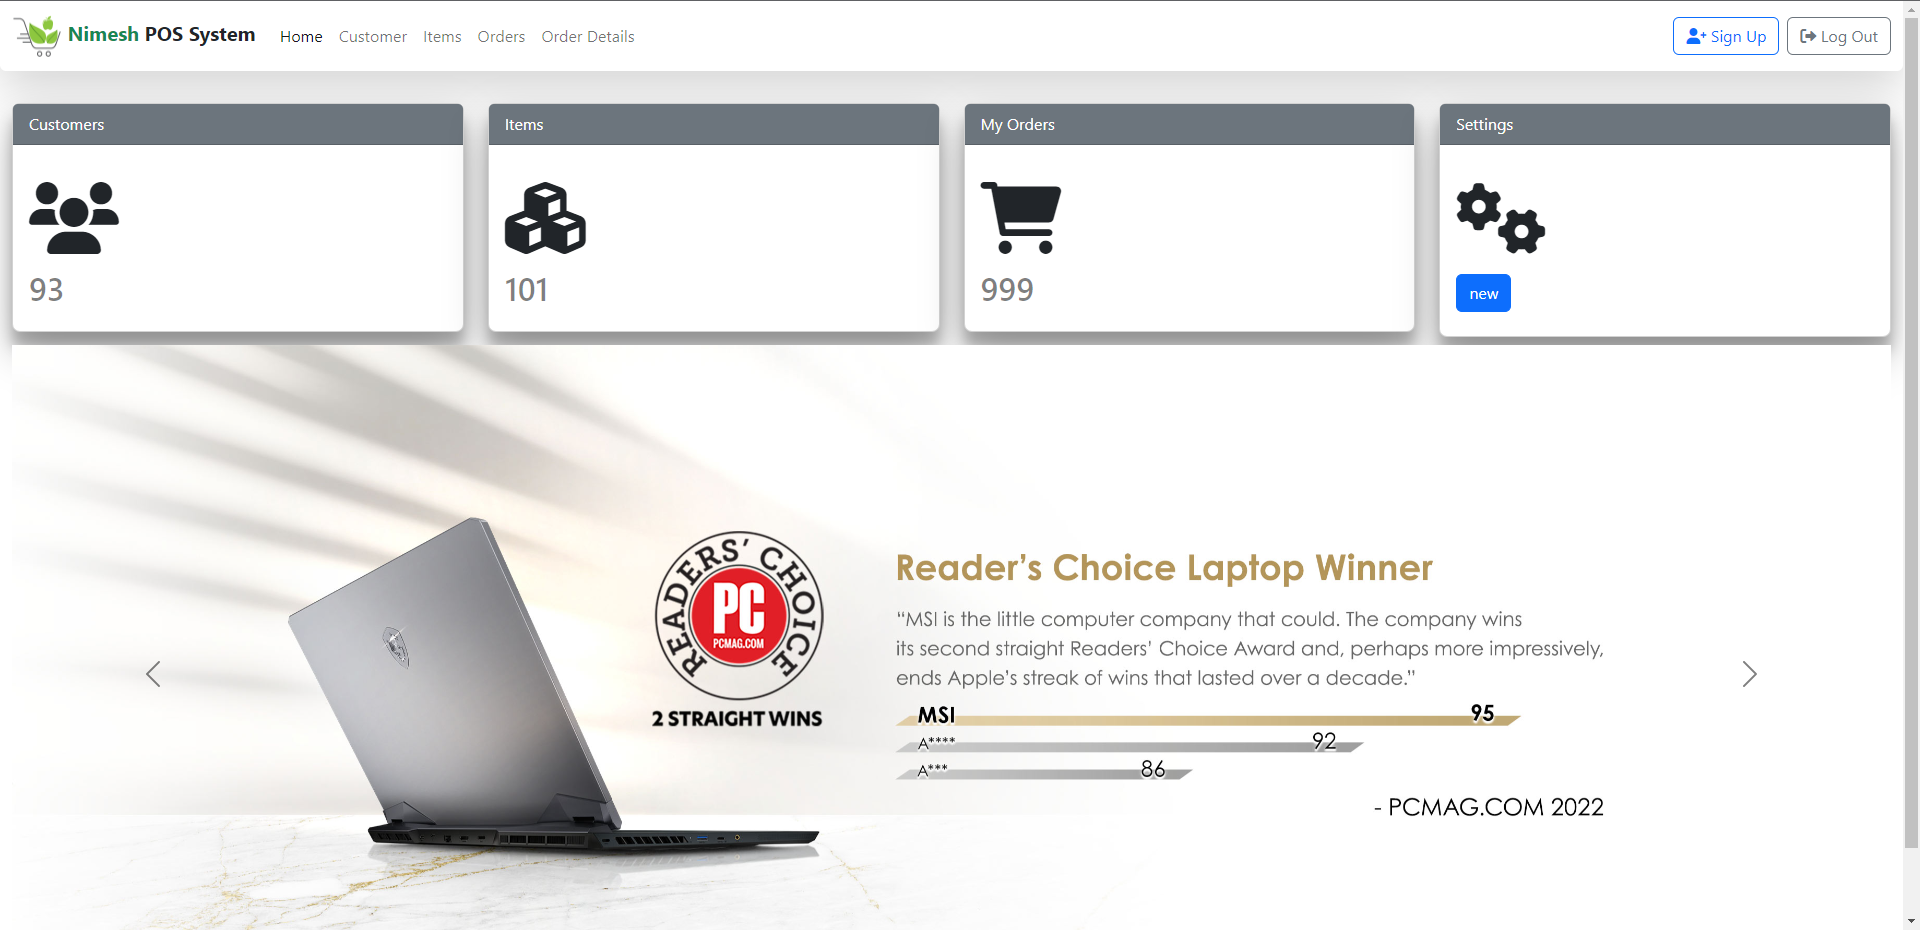 Nimesh POS System
Home
Customer
Items
Orders
Order Details
Sign Up
Log Out
Customers
Items
My Orders
Settings
93
101
999
new
READERS' CHOICE
PC
PCMAG.COM
2 STRAIGHT WINS
Reader's Choice Laptop Winner
“MSI is the little computer company that could. The company wins
its second straight Readers’ Choice Award and, perhaps more impressively,
ends Apple’s streak of wins that lasted over a decade.”
MSI 95
A**** 92
A*** 86
- PCMAG.COM 2022